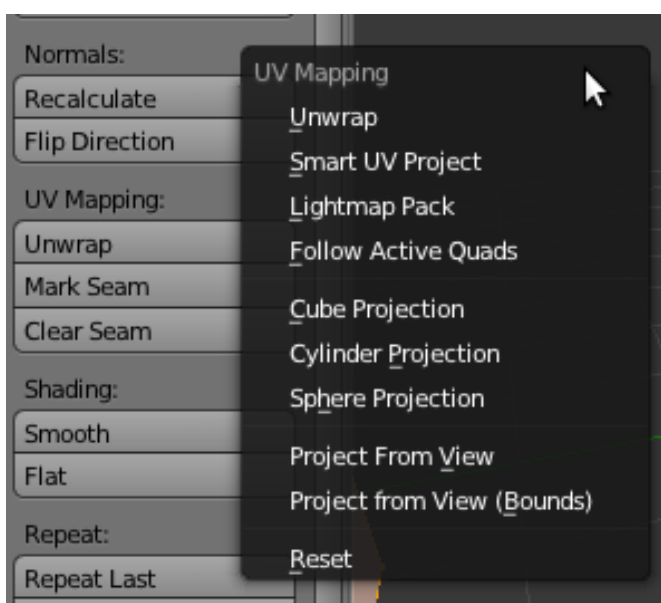 Normals:
Recalculate
Flip Direction
UV Mapping:
Unwrap
Mark Seam
Clear Seam
Shading:
Smooth
Flat
Repeat:
Repeat Last
UV Mapping
Unwrap
Smart UV Project
Lightmap Pack
Follow Active Quads
Cube Projection
Cylinder Projection
Sphere Projection
Project From View
Project from View (Bounds)
Reset